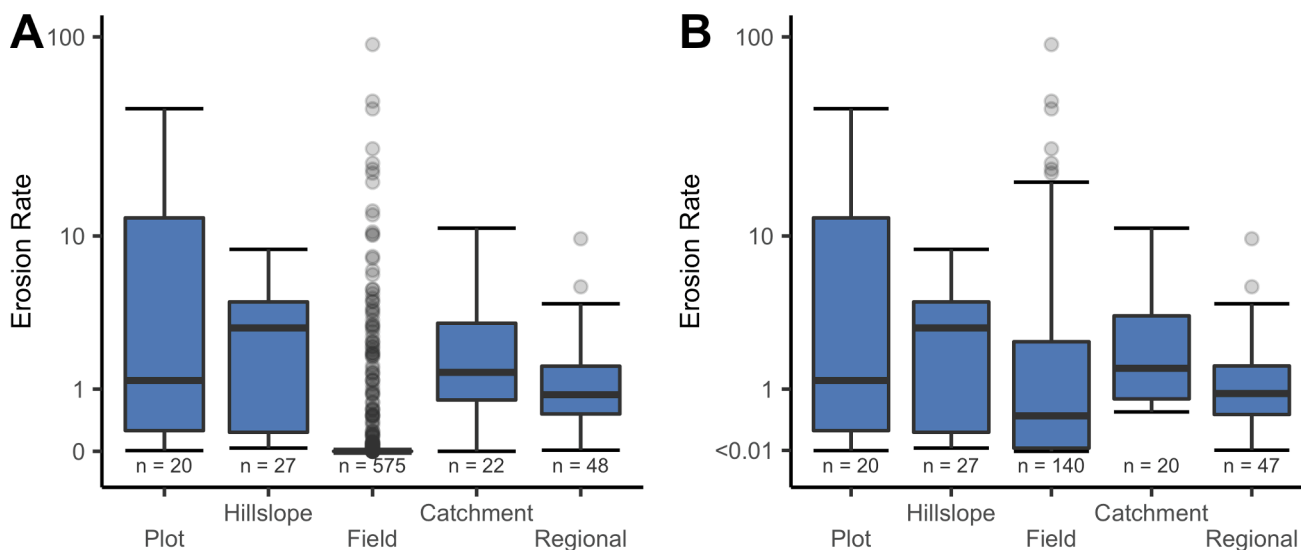 A
100
10
1
0
Erosion Rate
n = 20
n = 27
n = 575
n = 22
n = 48
Hillslope
Catchment
Plot
Field
Regional
B
100
10
1
<0.01
Erosion Rate
n = 20
n = 27
n = 140
n = 20
n = 47
Hillslope
Catchment
Plot
Field
Regional